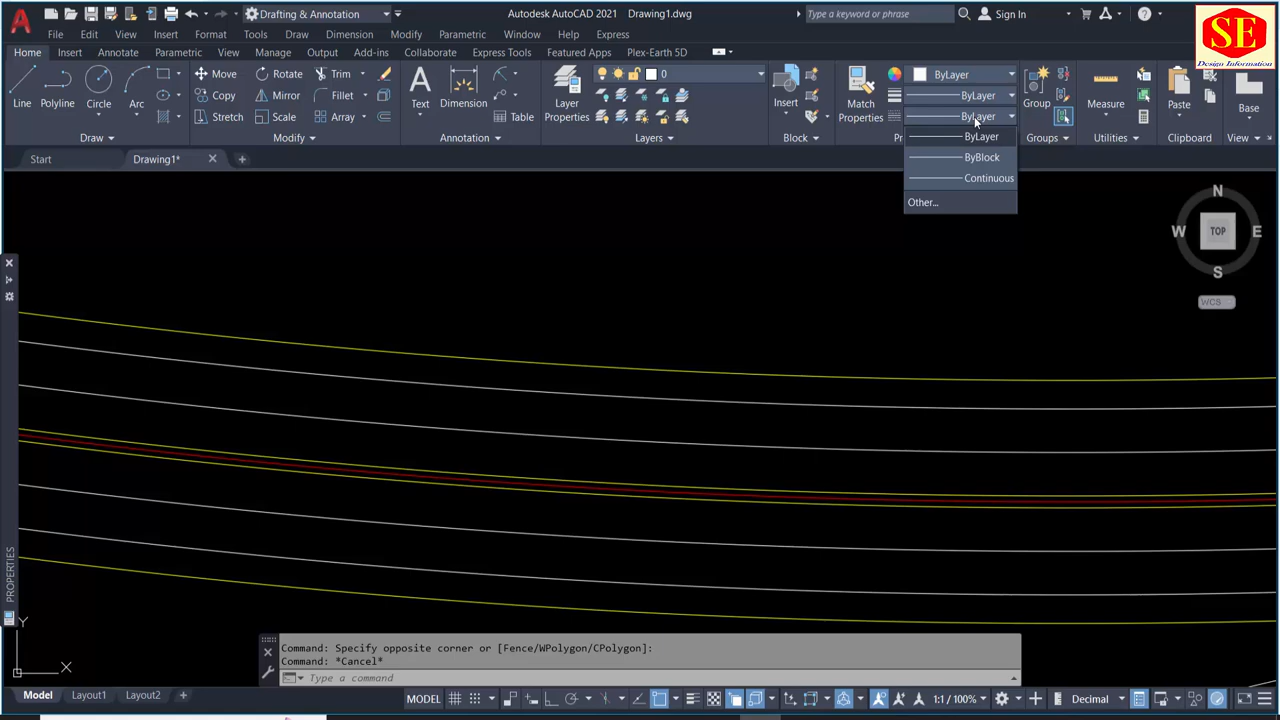 Autodesk AutoCAD 2021 Drawing1.dwg
Drafting & Annotation
Type a keyword or phrase
Sign In
SE
Design Information
File Edit View Insert Format Tools Draw Dimension Modify Parametric Window Help Express
Home Insert Annotate Parametric View Manage Output Add-ins Collaborate Express Tools Featured Apps Plex-Earth 5D
Move Rotate Trim
0
ByLayer
Copy Mirror Fillet
ByLayer
Line Polyline Circle Arc
Text Dimension
Layer
Properties
Insert
Match
Properties
Group
Measure
Paste
Base
Stretch Scale Array
Table
ByLayer
Draw Modify Annotation Layers Block Pr Groups Utilities Clipboard View
ByLayer
ByBlock
Continuous
Other...
Start Drawing1*
N
W TOP E
S
WCS
PROPERTIES
Y
X
Command: Specify opposite corner or [Fence/WPolygon/CPolygon]:
Command: *Cancel*
Type a command
Model Layout1 Layout2
MODEL
1:1 / 100%
Decimal